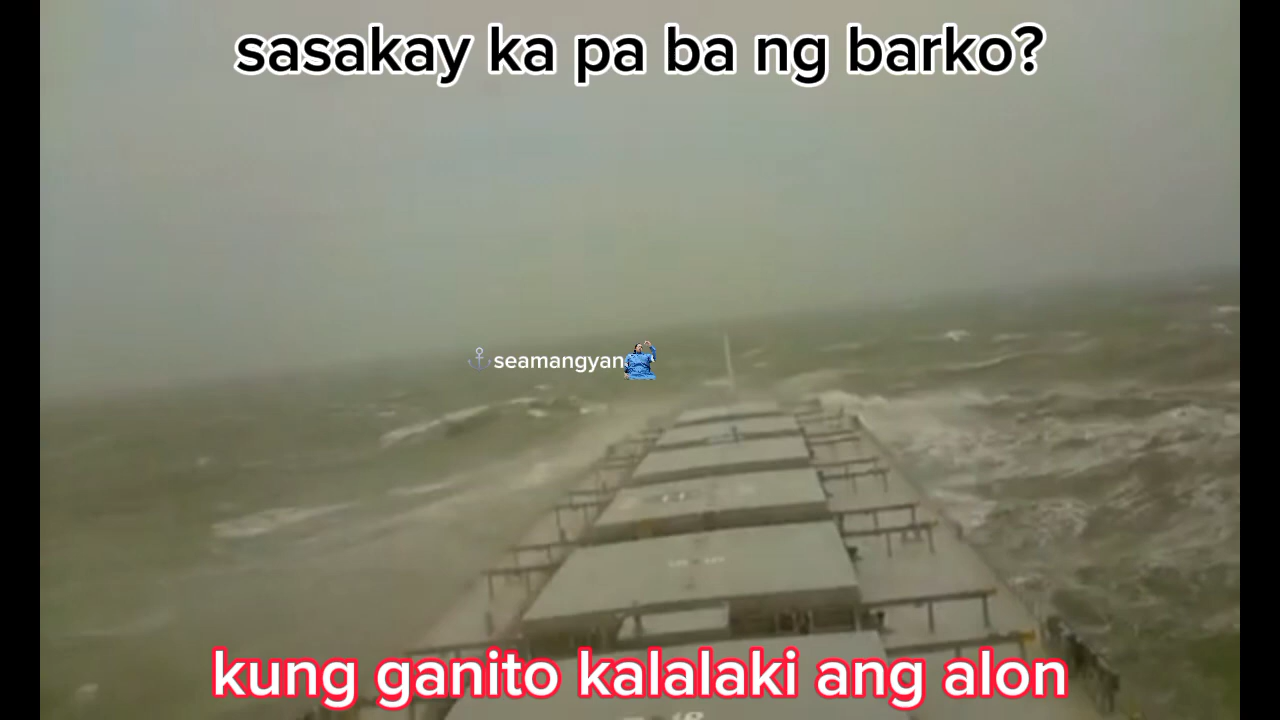 sasakay ka pa ba ng barko?
seamangyan
kung ganito kalalaki ang alon